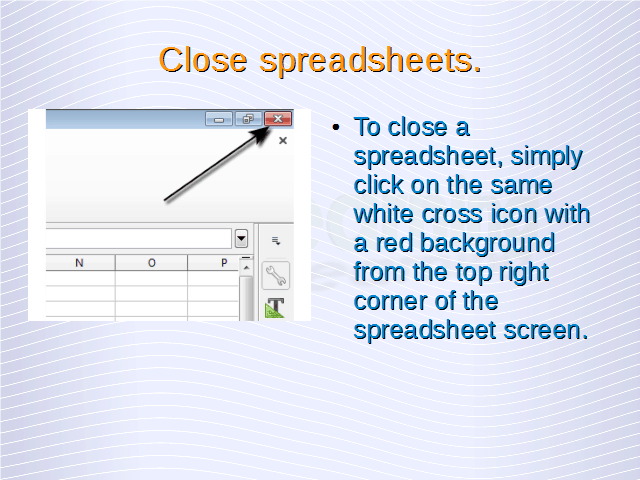 Close spreadsheets.
N O P
• To close a
spreadsheet, simply
click on the same
white cross icon with
a red background
from the top right
corner of the
spreadsheet screen.